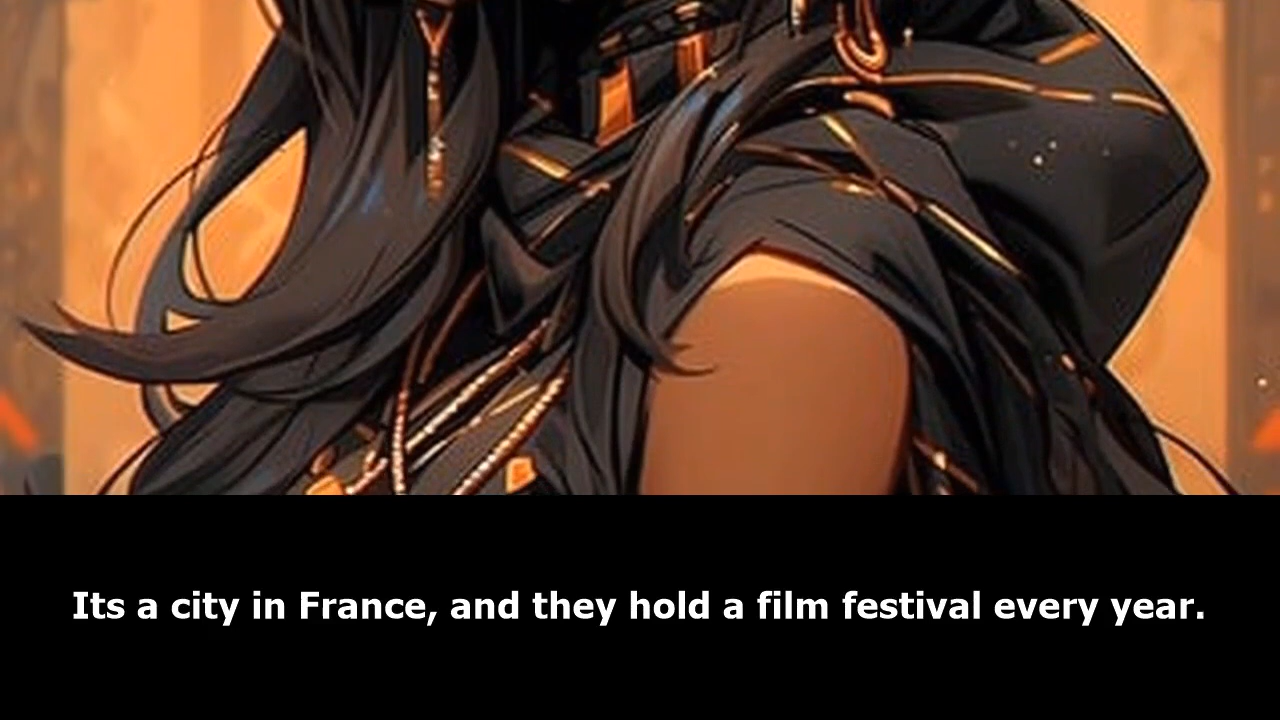 Its a city in France, and they hold a film festival every year.